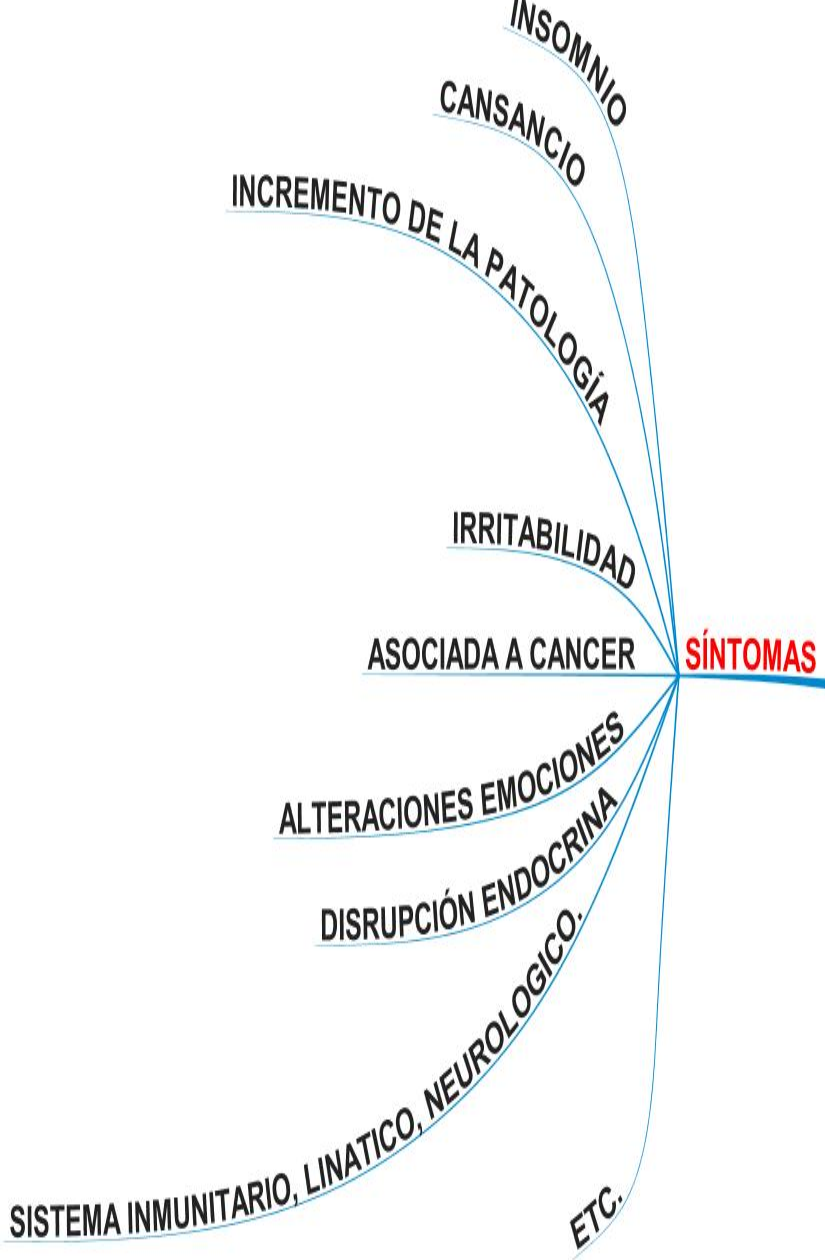 INSOMNIO
CANSANCIO
INCREMENTO DE LA PATOLOGÍA
IRRITABILIDAD
ASOCIADA A CANCER
SÍNTOMAS
ALTERACIONES EMOCIONES
DISRUPCIÓN ENDOCRINA
SISTEMA INMUNITARIO, LINATICO, NEUROLOGICO.
ETC.